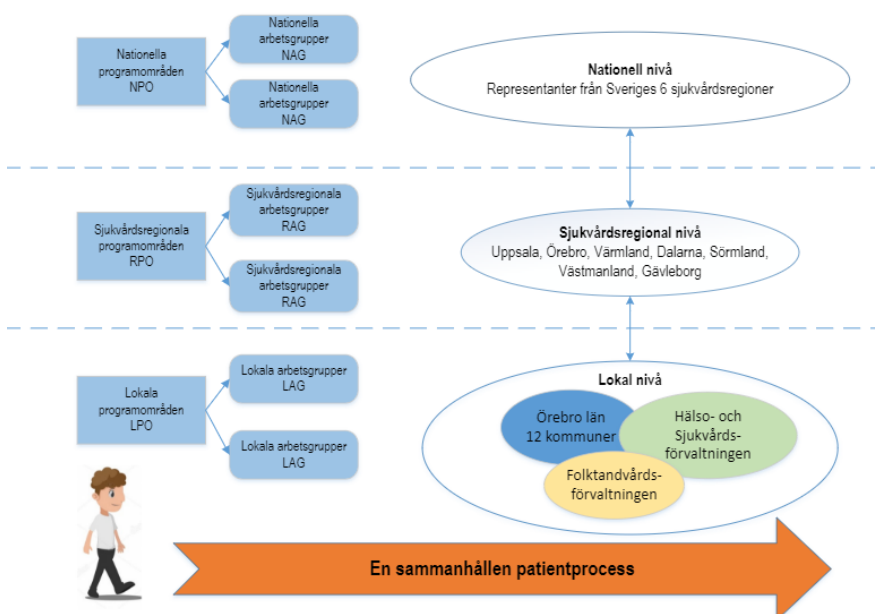 Nationella
programområden
NPO
Nationella
arbetsgrupper
NAG
Nationella
arbetsgrupper
NAG
Nationell nivå
Representanter från Sveriges 6 sjukvårdsregioner
Sjukvårdsregionala
programområden
RPO
Sjukvårdsregionala
arbetsgrupper
RAG
Sjukvårdsregionala
arbetsgrupper
RAG
Sjukvårdsregional nivå
Uppsala, Örebro, Värmland, Dalarna, Sörmland,
Västmanland, Gävleborg
Lokala
programområden
LPO
Lokala arbetsgrupper
LAG
Lokala arbetsgrupper
LAG
Lokal nivå
Örebro län
12 kommuner
Hälso- och
Sjukvårds-
förvaltningen
Folktandvårds-
förvaltningen
En sammanhållen patientprocess